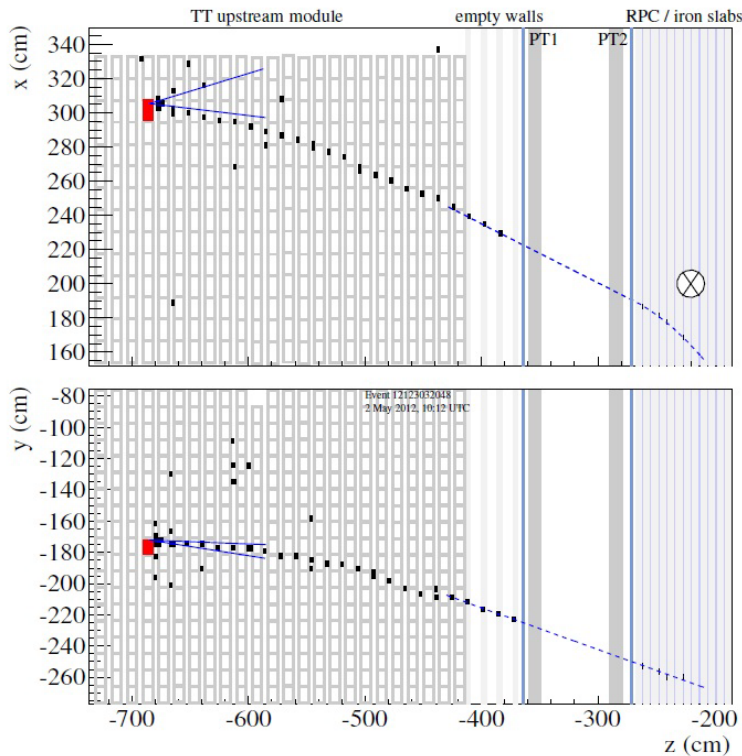 TT upstream module empty walls RPC / iron slabs
PT1 PT2
x (cm)
340
320
300
280
260
240
220
200
180
160
Event 12123032048
2 May 2012, 10:12 UTC
y (cm)
-80
-100
-120
-140
-160
-180
-200
-220
-240
-260
-700 -600 -500 -400 -300 -200
z (cm)